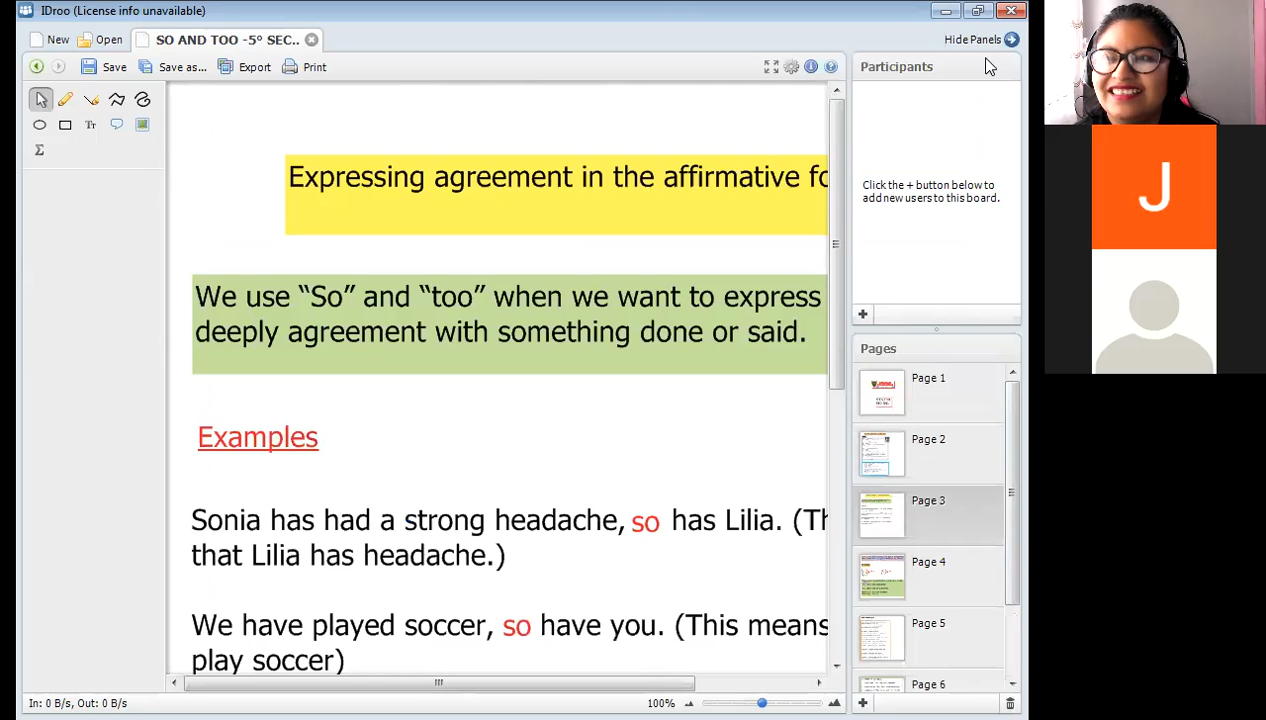 IDroo (License info unavailable)
New Open SO AND TOO -5° SEC.. Hide Panels
Save Save as... Export Print
Participants
Tr
Σ
Expressing agreement in the affirmative
Click the + button below to
add new users to this board.
We use “So” and “too” when we want to express
deeply agreement with something done or said.
Pages
Page 1
Examples
Page 2
Page 3
Sonia has had a strong headache, so has Lilia.
that Lilia has headache.)
Page 4
We have played soccer, so have you. (This means
play soccer)
Page 5
Page 6
In: 0 B/s, Out: 0 B/s 100%
J